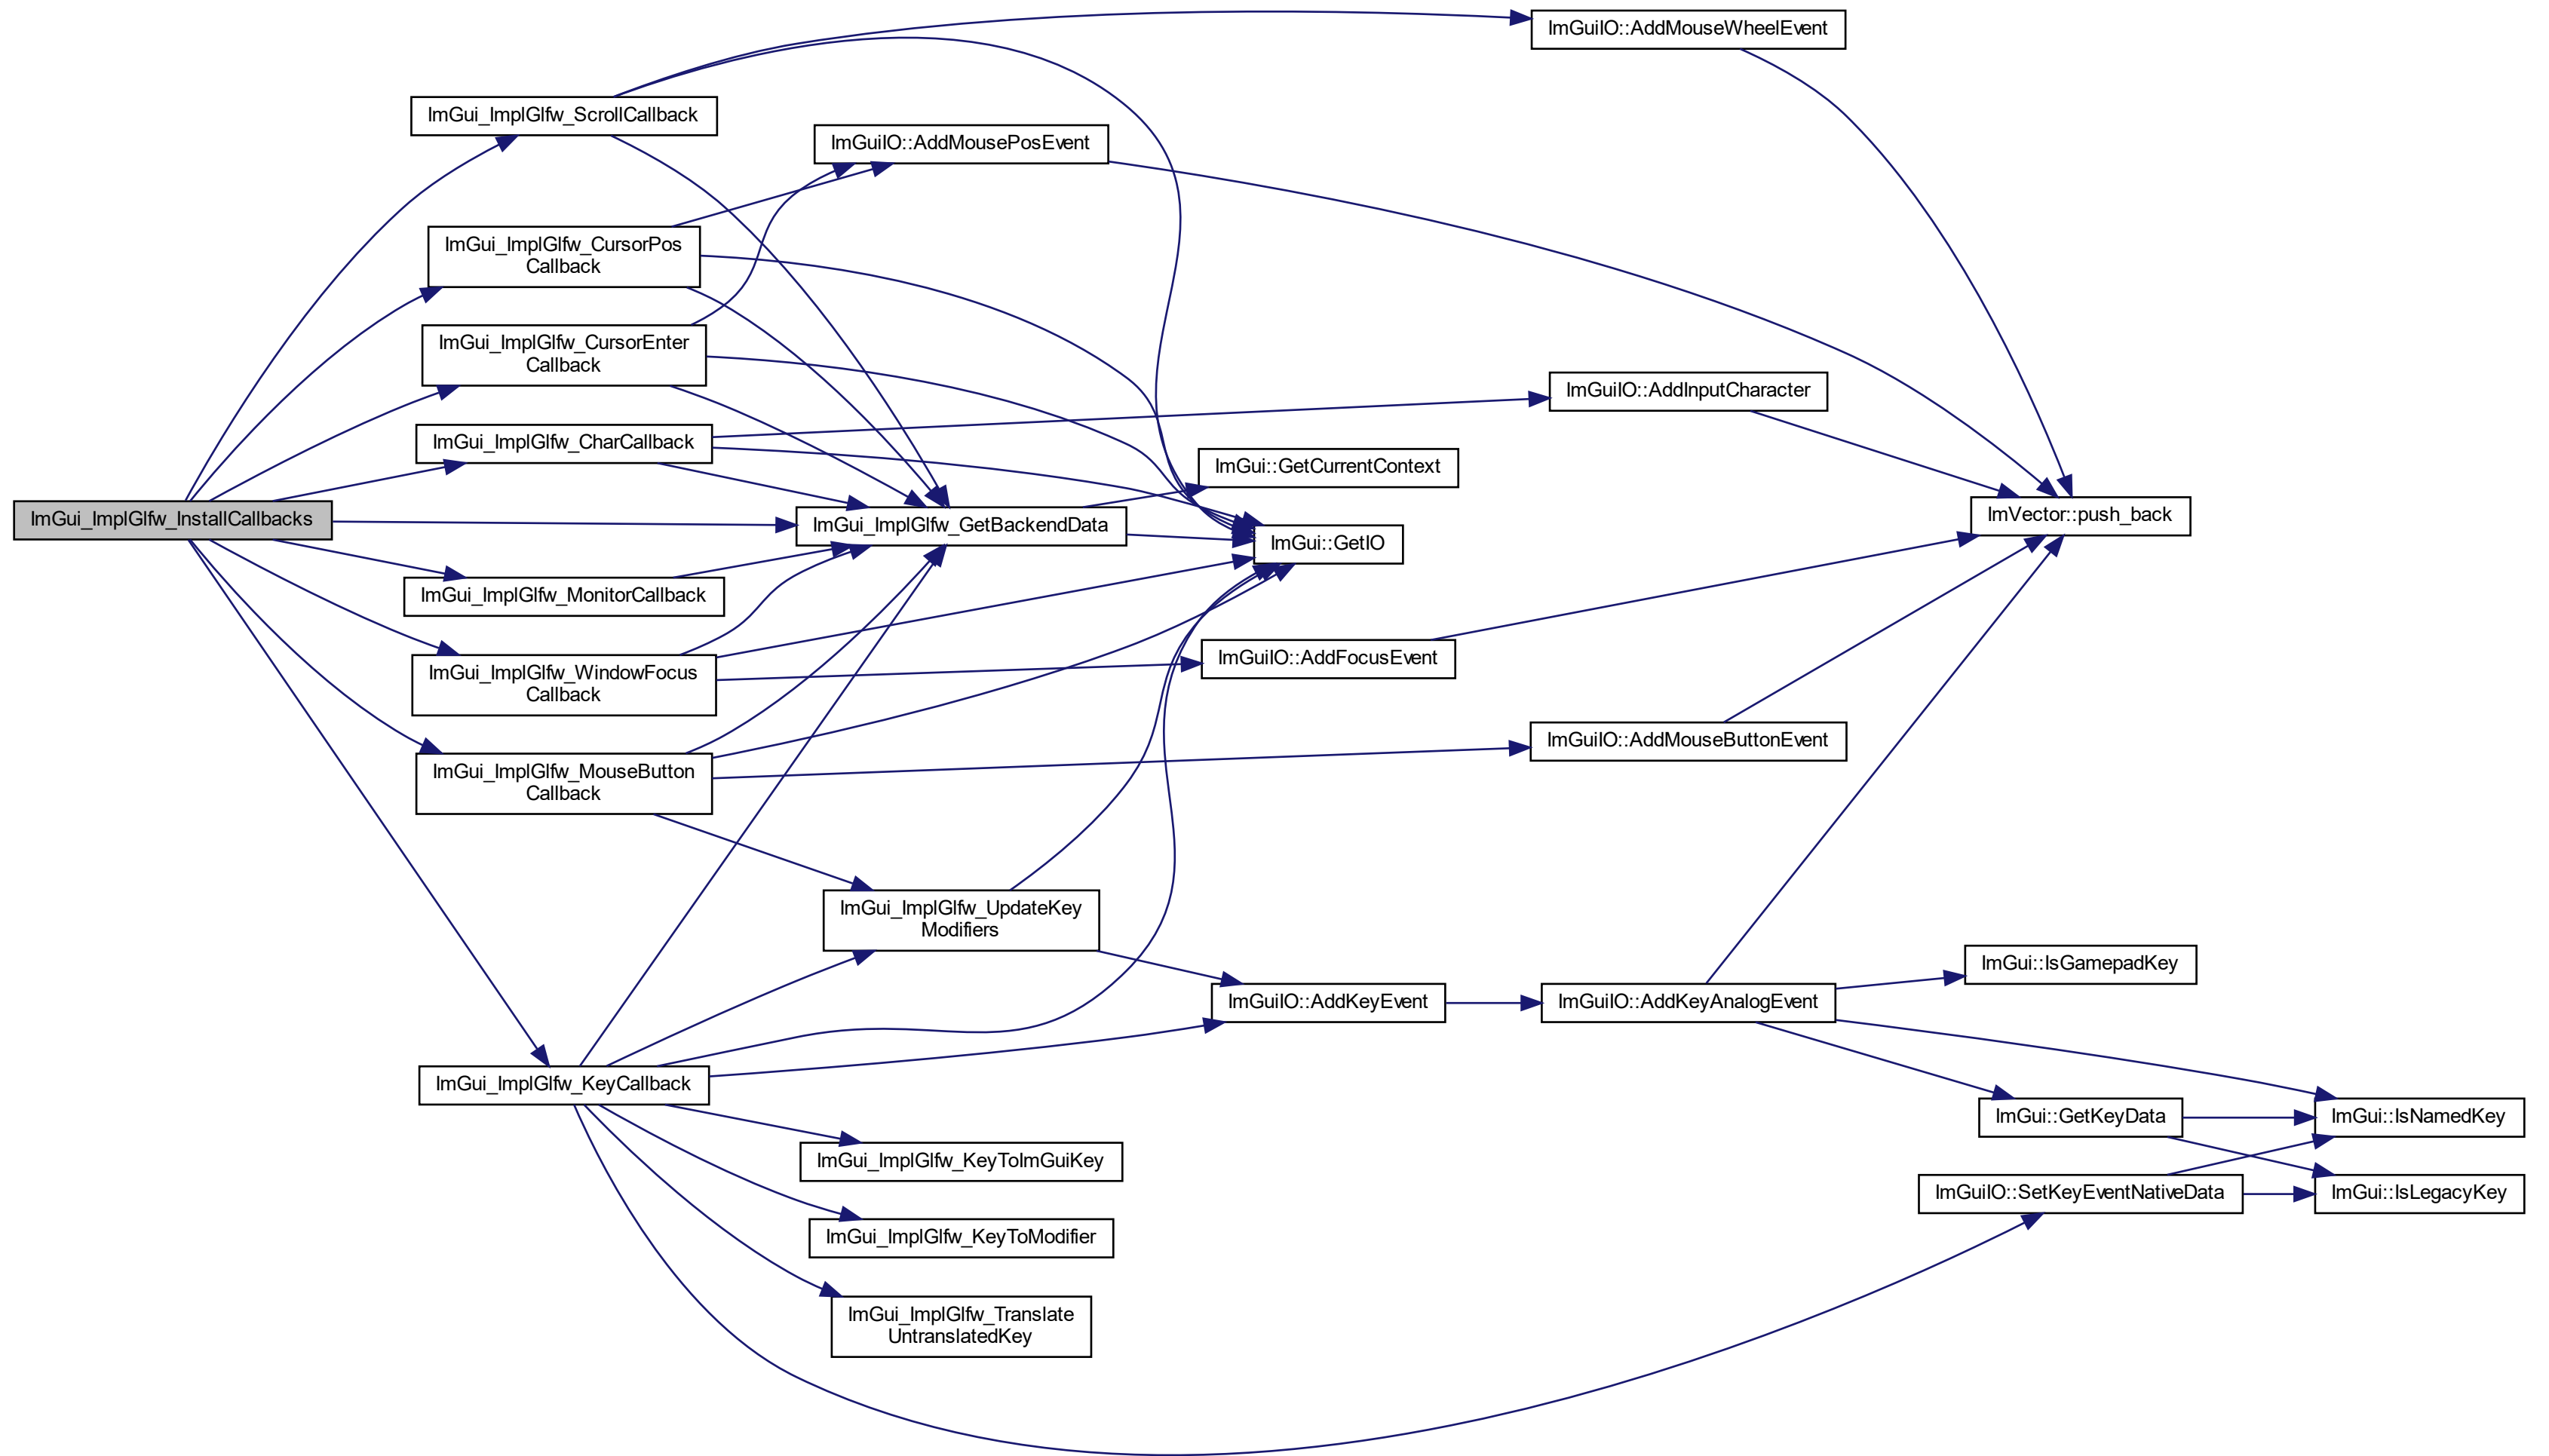 ImGui_ImplGlfw_InstallCallbacks
ImGui_ImplGlfw_ScrollCallback
ImGui_ImplGlfw_CursorPos
Callback
ImGui_ImplGlfw_CursorEnter
Callback
ImGui_ImplGlfw_CharCallback
ImGui_ImplGlfw_MonitorCallback
ImGui_ImplGlfw_WindowFocus
Callback
ImGui_ImplGlfw_MouseButton
Callback
ImGui_ImplGlfw_KeyCallback
ImGuiIO::AddMousePosEvent
ImGui_ImplGlfw_GetBackendData
ImGui_ImplGlfw_UpdateKey
Modifiers
ImGui_ImplGlfw_KeyToImGuiKey
ImGui_ImplGlfw_KeyToModifier
ImGui_ImplGlfw_Translate
UntranslatedKey
ImGui::GetCurrentContext
ImGui::GetIO
ImGuiIO::AddFocusEvent
ImGuiIO::AddKeyEvent
ImGuiIO::AddMouseWheelEvent
ImGuiIO::AddInputCharacter
ImGuiIO::AddMouseButtonEvent
ImGuiIO::AddKeyAnalogEvent
ImVector::push_back
ImGui::IsGamepadKey
ImGui::GetKeyData
ImGuiIO::SetKeyEventNativeData
ImGui::IsNamedKey
ImGui::IsLegacyKey